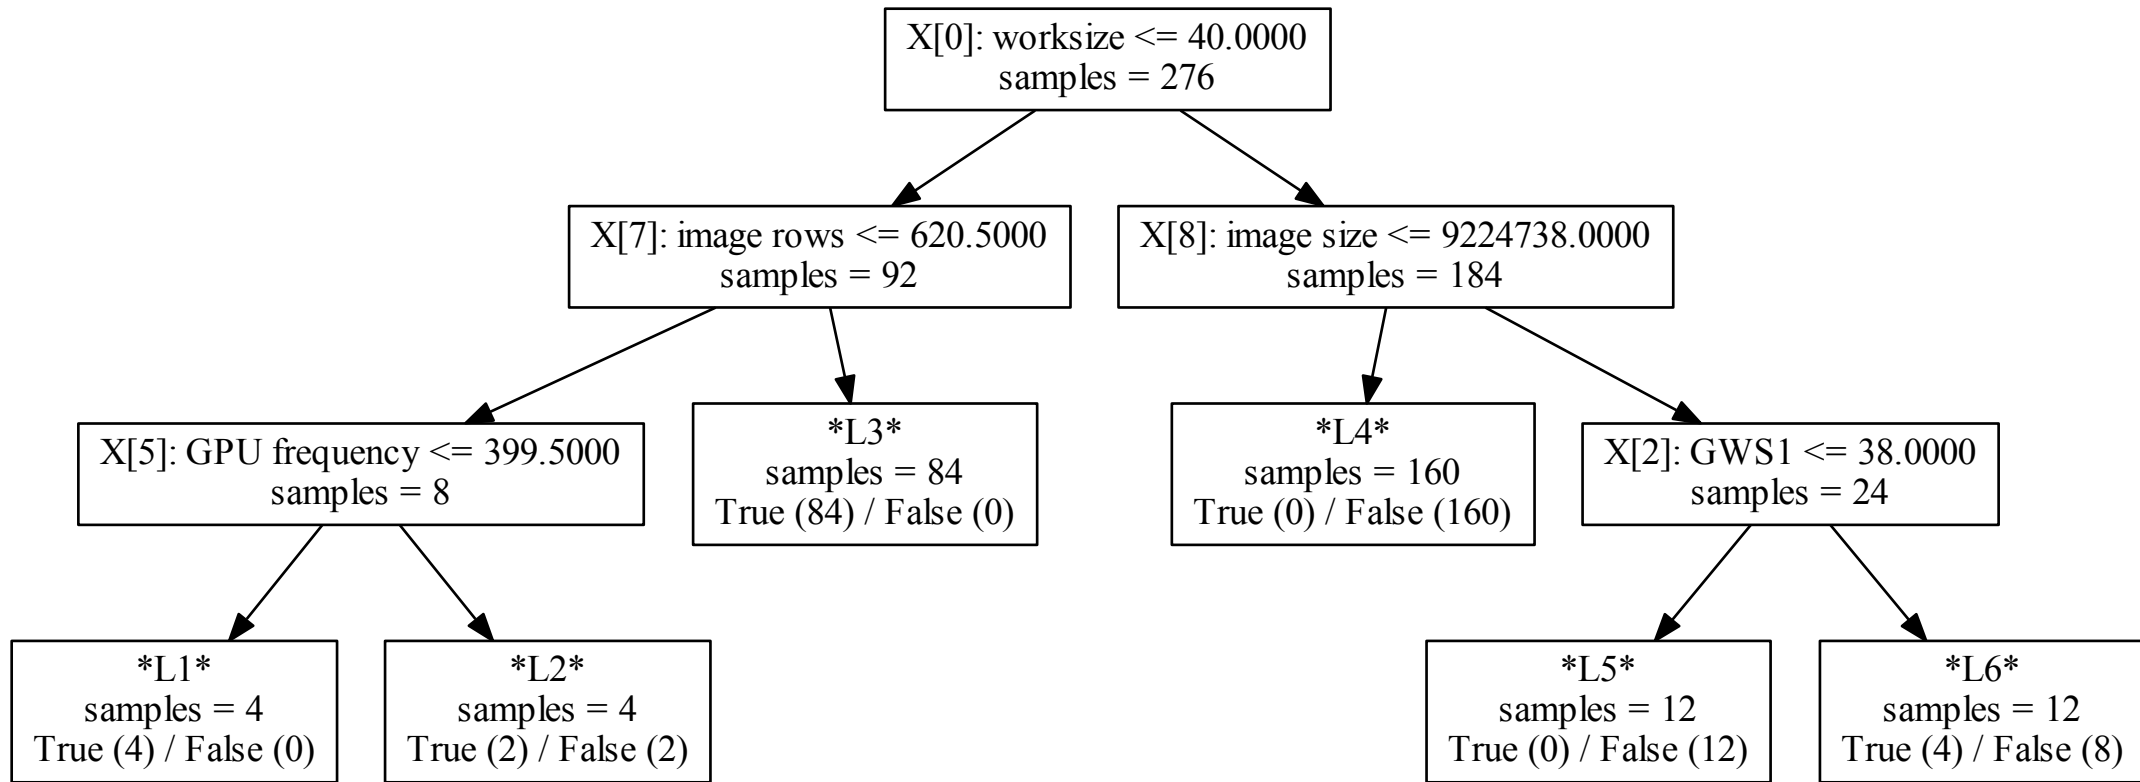 X[0]: worksize <= 40.0000
samples = 276
X[7]: image rows <= 620.5000
samples = 92
X[8]: image size <= 9224738.0000
samples = 184
X[5]: GPU frequency <= 399.5000
samples = 8
*L3*
samples = 84
True (84) / False (0)
*L4*
samples = 160
True (0) / False (160)
X[2]: GWS1 <= 38.0000
samples = 24
*L1*
samples = 4
True (4) / False (0)
*L2*
samples = 4
True (2) / False (2)
*L5*
samples = 12
True (0) / False (12)
*L6*
samples = 12
True (4) / False (8)